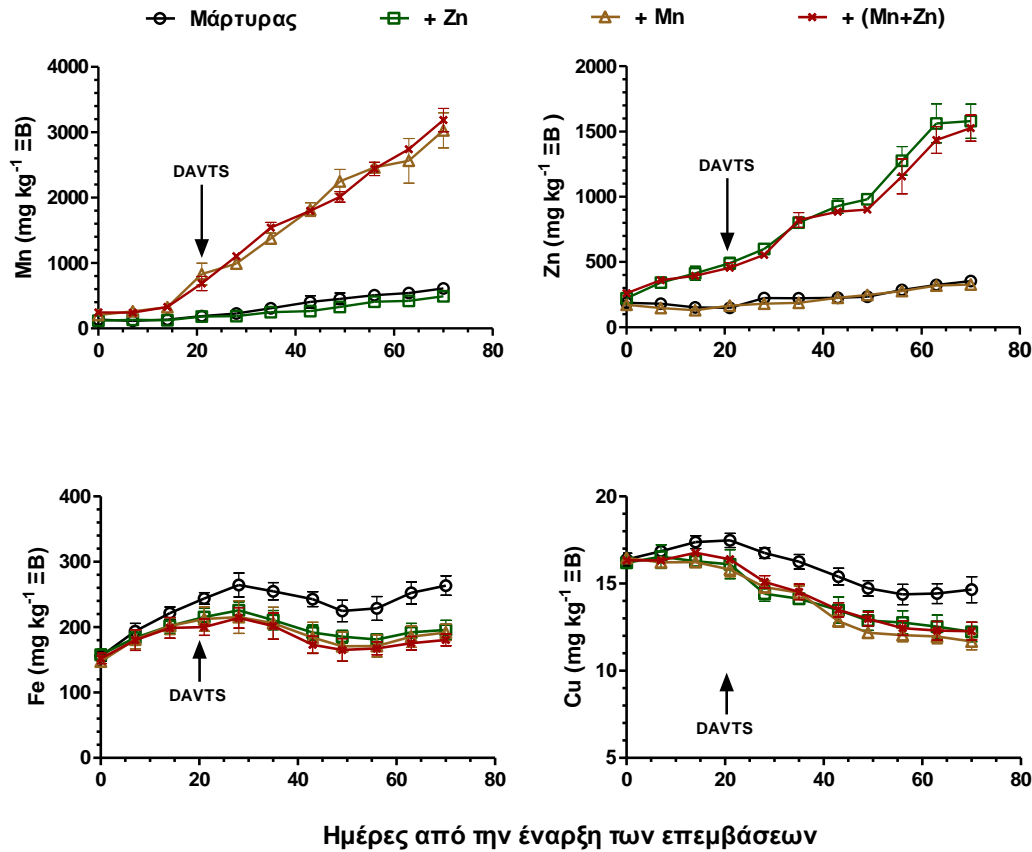 Μάρτυρας + Zn + Mn + (Mn+Zn)
Mn (mg kg-1 ΞΒ)
4000
3000
2000
1000
0
DAVTS
0 20 40 60 80
Zn (mg kg-1 ΞΒ )
2000
1500
1000
500
0
DAVTS
0 20 40 60 80
Fe (mg kg-1 ΞΒ)
400
300
200
100
0
DAVTS
0 20 40 60 80
Cu (mg kg-1 ΞΒ)
20
15
10
5
DAVTS
0 20 40 60 80
Ημέρες από πην έναρξη των επεμβάσεων